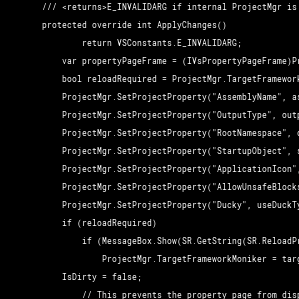 /// <returns>E_INVALIDARG if internal ProjectMgr is
protected override int ApplyChanges()
return VSConstants.E_INVALIDARG;
var propertyPageFrame = (IVsPropertyPageFrame)Pr
bool reloadRequired = ProjectMgr.TargetFramework
ProjectMgr.SetProjectProperty("AssemblyName", as
ProjectMgr.SetProjectProperty("OutputType", outp
ProjectMgr.SetProjectProperty("RootNamespace", d
ProjectMgr.SetProjectProperty("StartupObject", s
ProjectMgr.SetProjectProperty("ApplicationIcon",
ProjectMgr.SetProjectProperty("AllowUnsafeBlocks
ProjectMgr.SetProjectProperty("Ducky", useDuckTy
if (reloadRequired)
if (MessageBox.Show(SR.GetString(SR.ReloadPr
ProjectMgr.TargetFrameworkMoniker = targ
IsDirty = false;
// This prevents the property page from disp